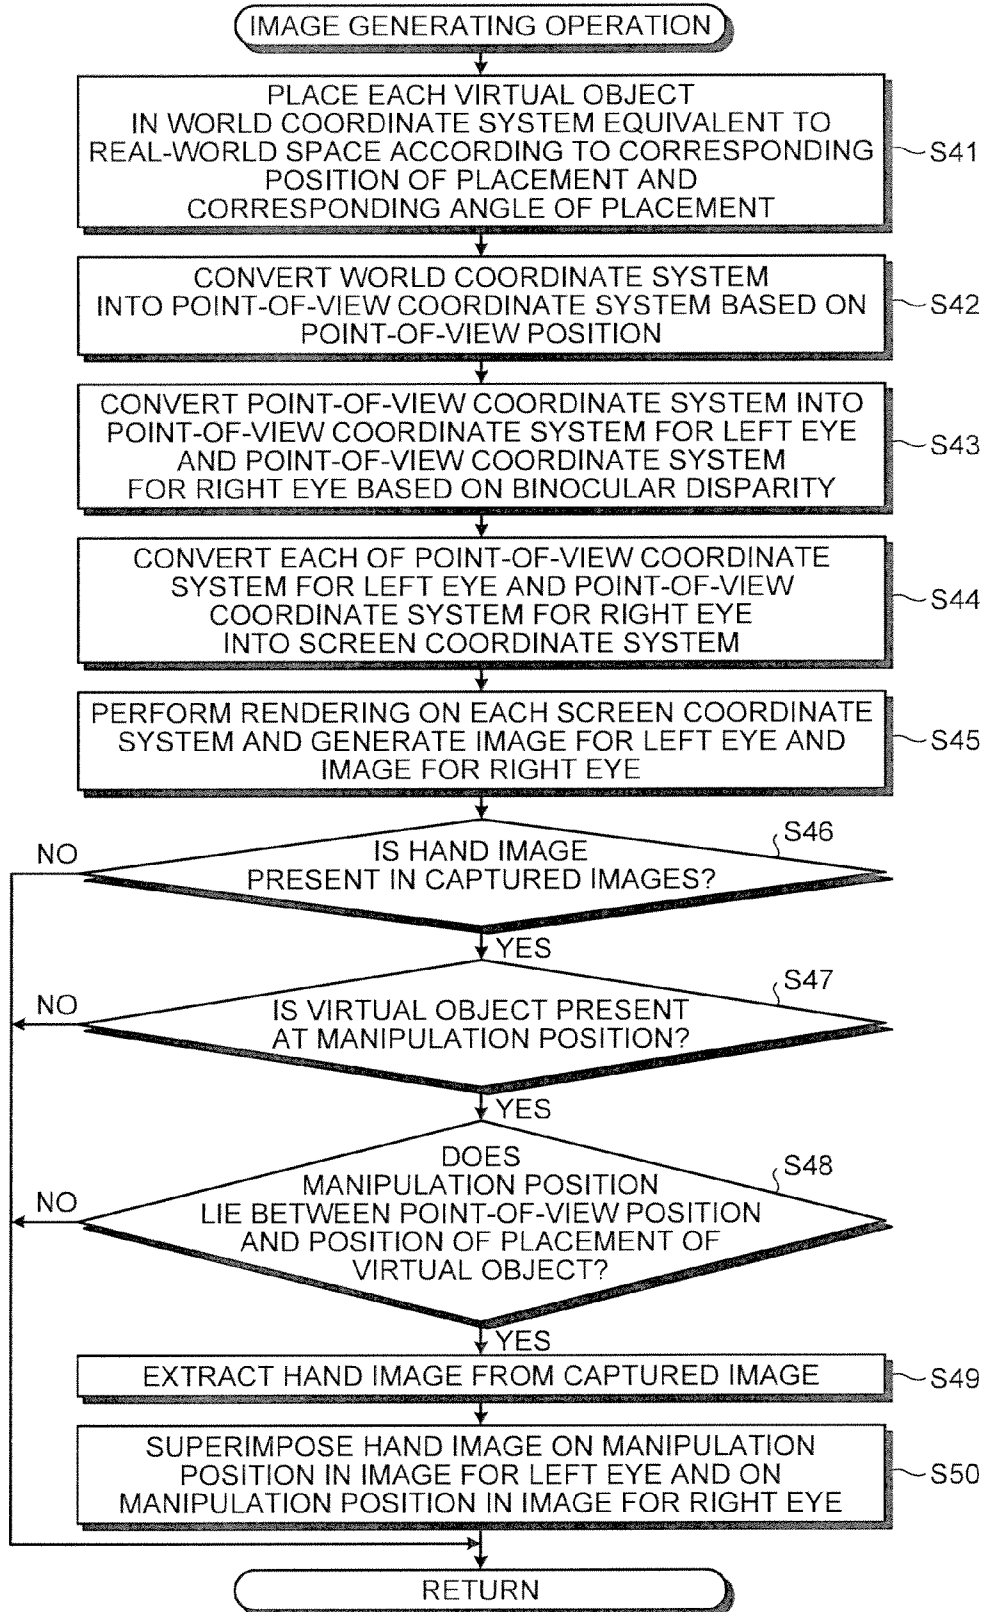 IMAGE GENERATING OPERATION
PLACE EACH VIRTUAL OBJECT
IN WORLD COORDINATE SYSTEM EQUIVALENT TO
REAL-WORLD SPACE ACCORDING TO CORRESPONDING
POSITION OF PLACEMENT AND
CORRESPONDING ANGLE OF PLACEMENT
S41
CONVERT WORLD COORDINATE SYSTEM
INTO POINT-OF-VIEW COORDINATE SYSTEM BASED ON
POINT-OF-VIEW POSITION
S42
CONVERT POINT-OF-VIEW COORDINATE SYSTEM INTO
POINT-OF-VIEW COORDINATE SYSTEM FOR LEFT EYE
AND POINT-OF-VIEW COORDINATE SYSTEM
FOR RIGHT EYE BASED ON BINOCULAR DISPARITY
S43
CONVERT EACH OF POINT-OF-VIEW COORDINATE
SYSTEM FOR LEFT EYE AND POINT-OF-VIEW
COORDINATE SYSTEM FOR RIGHT EYE
INTO SCREEN COORDINATE SYSTEM
S44
PERFORM RENDERING ON EACH SCREEN COORDINATE
SYSTEM AND GENERATE IMAGE FOR LEFT EYE AND
IMAGE FOR RIGHT EYE
S45
IS HAND IMAGE
PRESENT IN CAPTURED IMAGES?
S46
NO
YES
IS VIRTUAL OBJECT PRESENT
AT MANIPULATION POSITION?
S47
NO
YES
DOES
MANIPULATION POSITION
LIE BETWEEN POINT-OF-VIEW POSITION
AND POSITION OF PLACEMENT OF
VIRTUAL OBJECT?
S48
NO
YES
EXTRACT HAND IMAGE FROM CAPTURED IMAGE
S49
SUPERIMPOSE HAND IMAGE ON MANIPULATION
POSITION IN IMAGE FOR LEFT EYE AND ON
MANIPULATION POSITION IN IMAGE FOR RIGHT EYE
S50
RETURN